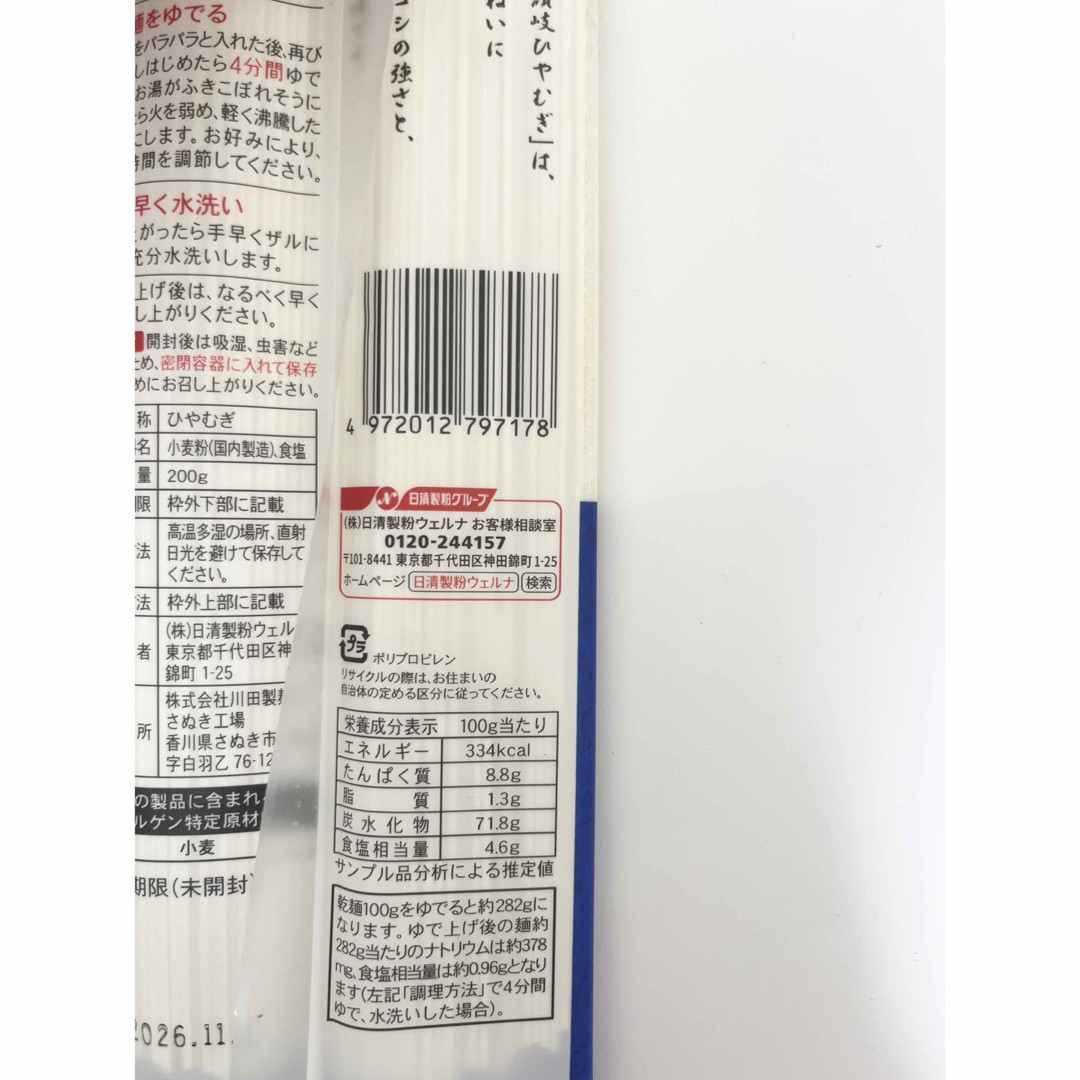 麺をゆでる
をパラパラと入れた後、再び
しはじめたら4分間ゆで
お湯がふきこぼれそうに
ら火を弱め、軽く沸騰した
にします。お好みにより、
時間を調節してください。
早く水洗い
がったら手早くザルに
充分水洗いします。
上げ後は、なるべく早く
し上がりください。
開封後は吸湿、虫害など
ため、密閉容器に入れて保存
めにお召し上がりください。
称 ひやむぎ
名 小麦粉(国内製造)、食塩
量 200g
限 枠外下部に記載
法 高温多湿の場所、直射
日光を避けて保存して
ください。
法 枠外上部に記載
者 (株)日清製粉ウェル
東京都千代田区神
錦町 1-25
所 株式会社川田製麺
さぬき工場
香川県さぬき市
字白羽乙 76-12
の製品に含まれ
ルゲン特定原材
小麦
期限(未開封
026.11.
讃岐ひやむぎ」は、
ねいに
コシの強さと、
4 972012 797178
日清製粉グループ
(株)日清製粉ウェルナ お客様相談室
0120-244157
〒101-8441 東京都千代田区神田錦町1-25
ホームページ 日清製粉ウェルナ 検索
プラ ポリプロピレン
リサイクルの際は、お住まいの
自治体の定める区分に従ってください。
栄養成分表示 100g当たり
エネルギー 334kcal
たんぱく質 8.8g
脂質 1.3g
炭水化物 71.8g
食塩相当量 4.6g
サンプル品分析による推定値
乾麺100gをゆでると約282gに
なります。ゆで上げ後の麺約
282g当たりのナトリウムは約378
mg、食塩相当量は約0.96gとなり
ます(左記「調理方法」で4分間
ゆで、水洗いした場合)。